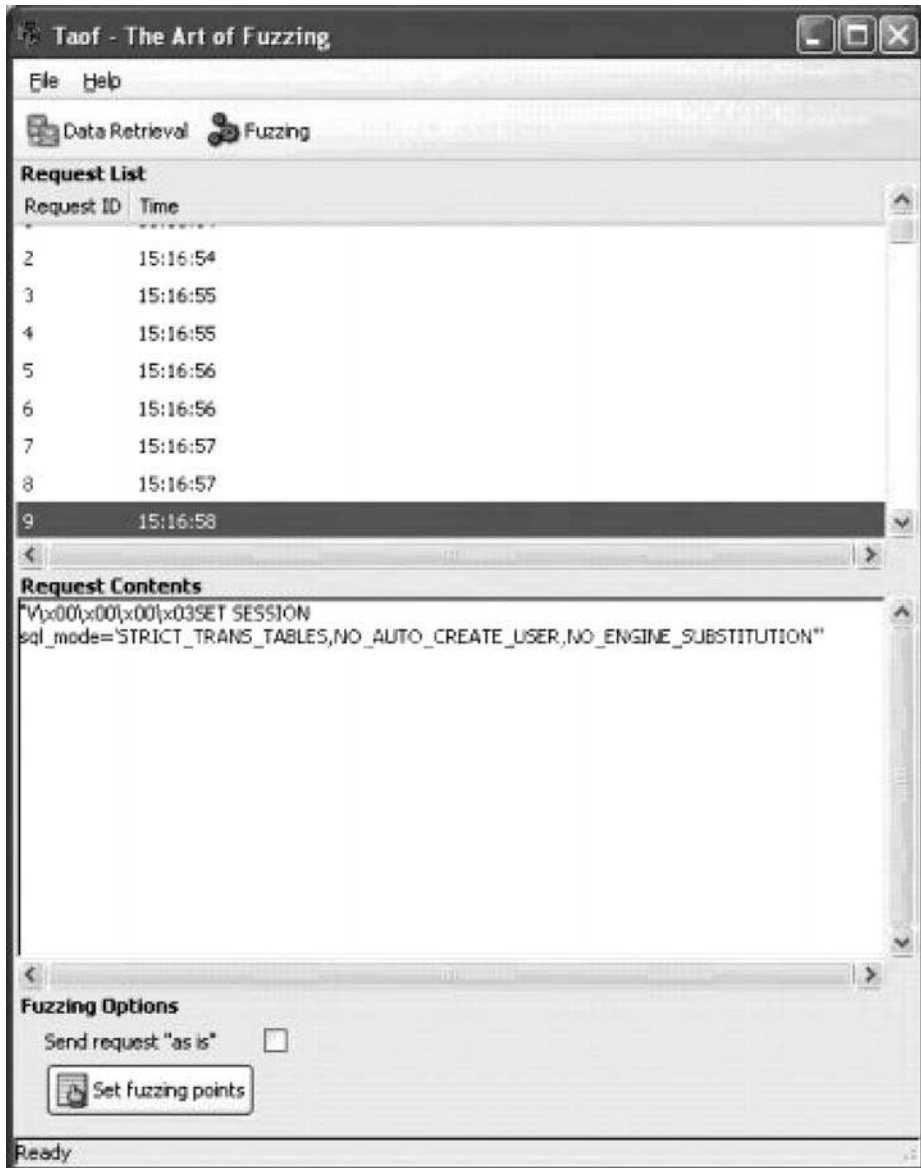 Taof - The Art of Fuzzing
File Help
Data Retrieval Fuzzing
Request List
Request ID Time
2 15:16:54
3 15:16:55
4 15:16:55
5 15:16:56
6 15:16:56
7 15:16:57
8 15:16:57
9 15:16:58
Request Contents
"V\x00\x00\x00\x03SET SESSION
sql_mode='STRICT_TRANS_TABLES,NO_AUTO_CREATE_USER,NO_ENGINE_SUBSTITUTION'"
Fuzzing Options
Send request "as is"
Set fuzzing points
Ready